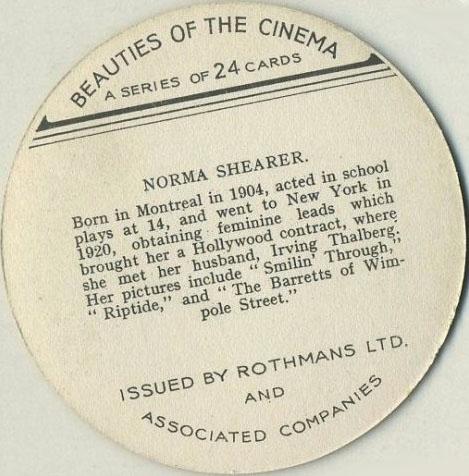 BEAUTIES OF THE CINEMA
A SERIES OF 24 CARDS
NORMA SHEARER.
Born in Montreal in 1904, acted in school
plays at 14, and went to New York in
1920, obtaining feminine leads which
brought her a Hollywood contract, where
she met her husband, Irving Thalberg.
Her pictures include "Smilin' Through,"
"Riptide," and "The Barretts of Wim-
pole Street."
ISSUED BY ROTHMANS LTD.
AND
ASSOCIATED COMPANIES